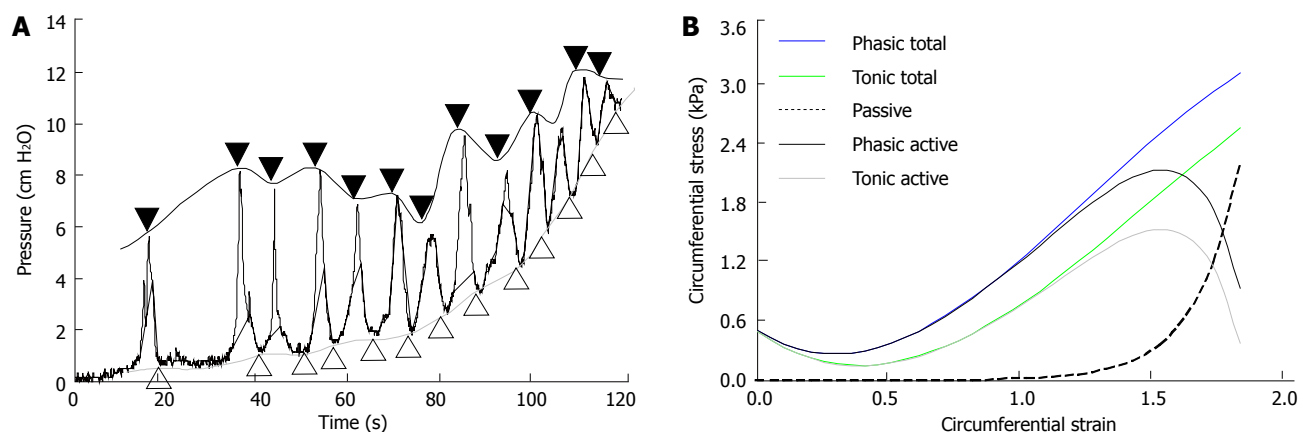 A
14
12
10
8
6
4
2
0
Pressure (cm H2O)
0 20 40 60 80 100 120
Time (s)
B
3.6
3.0
2.4
1.8
1.2
0.6
0.0
Circumferential stress (kPa)
Phasic total
Tonic total
Passive
Phasic active
Tonic active
0.0 0.5 1.0 1.5 2.0
Circumferential strain